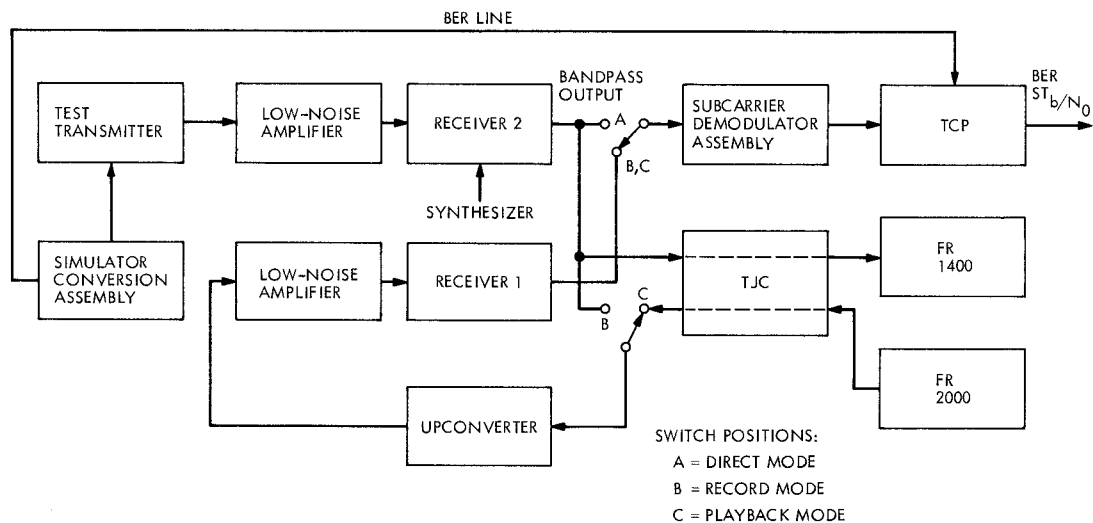 BER LINE
TEST
TRANSMITTER
LOW-NOISE
AMPLIFIER
RECEIVER 2
BANDPASS
OUTPUT
A
B,C
SUBCARRIER
DEMODULATOR
ASSEMBLY
TCP
BER
STb/N0
SYNTHESIZER
SIMULATOR
CONVERSION
ASSEMBLY
LOW-NOISE
AMPLIFIER
RECEIVER 1
B
C
TJC
FR
1400
FR
2000
UPCONVERTER
SWITCH POSITIONS:
A = DIRECT MODE
B = RECORD MODE
C = PLAYBACK MODE